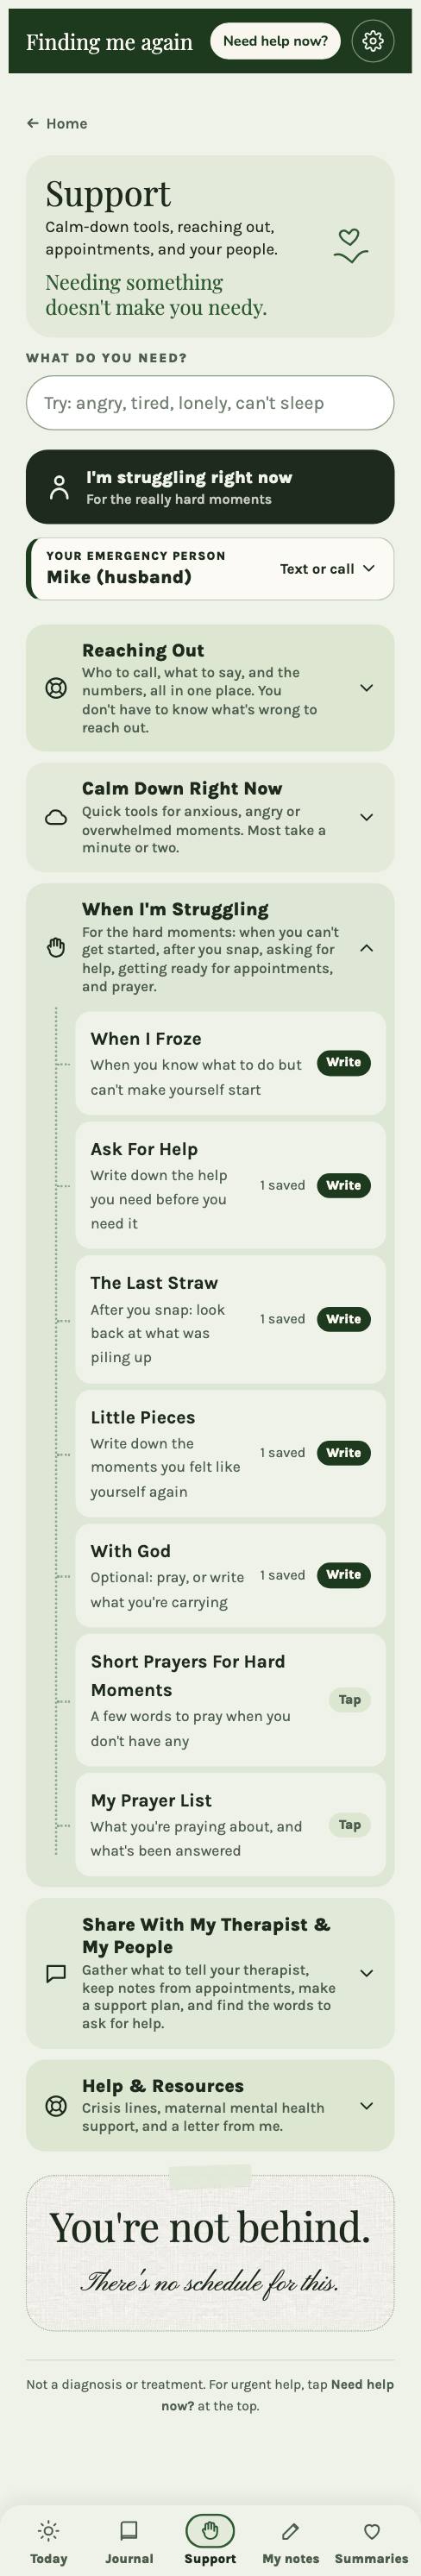 Finding me again
Need help now?
← Home
Support
Calm-down tools, reaching out,
appointments, and your people.
Needing something
doesn't make you needy.
WHAT DO YOU NEED?
Try: angry, tired, lonely, can't sleep
I'm struggling right now
For the really hard moments
YOUR EMERGENCY PERSON
Mike (husband)
Text or call
Reaching Out
Who to call, what to say, and the
numbers, all in one place. You
don't have to know what's wrong to
reach out.
Calm Down Right Now
Quick tools for anxious, angry or
overwhelmed moments. Most take a
minute or two.
When I'm Struggling
For the hard moments: when you can't
get started, after you snap, asking for
help, getting ready for appointments,
and prayer.
When I Froze
When you know what to do but
can't make yourself start
Write
Ask For Help
Write down the help
you need before you
need it
1 saved
Write
The Last Straw
After you snap: look
back at what was
piling up
1 saved
Write
Little Pieces
Write down the
moments you felt like
yourself again
1 saved
Write
With God
Optional: pray, or write
what you're carrying
1 saved
Write
Short Prayers For Hard
Moments
A few words to pray when you
don't have any
Tap
My Prayer List
What you're praying about, and
what's been answered
Tap
Share With My Therapist &
My People
Gather what to tell your therapist,
keep notes from appointments, make
a support plan, and find the words to
ask for help.
Help & Resources
Crisis lines, maternal mental health
support, and a letter from me.
You're not behind.
There's no schedule for this.
Not a diagnosis or treatment. For urgent help, tap Need help
now? at the top.
Today
Journal
Support
My notes
Summaries